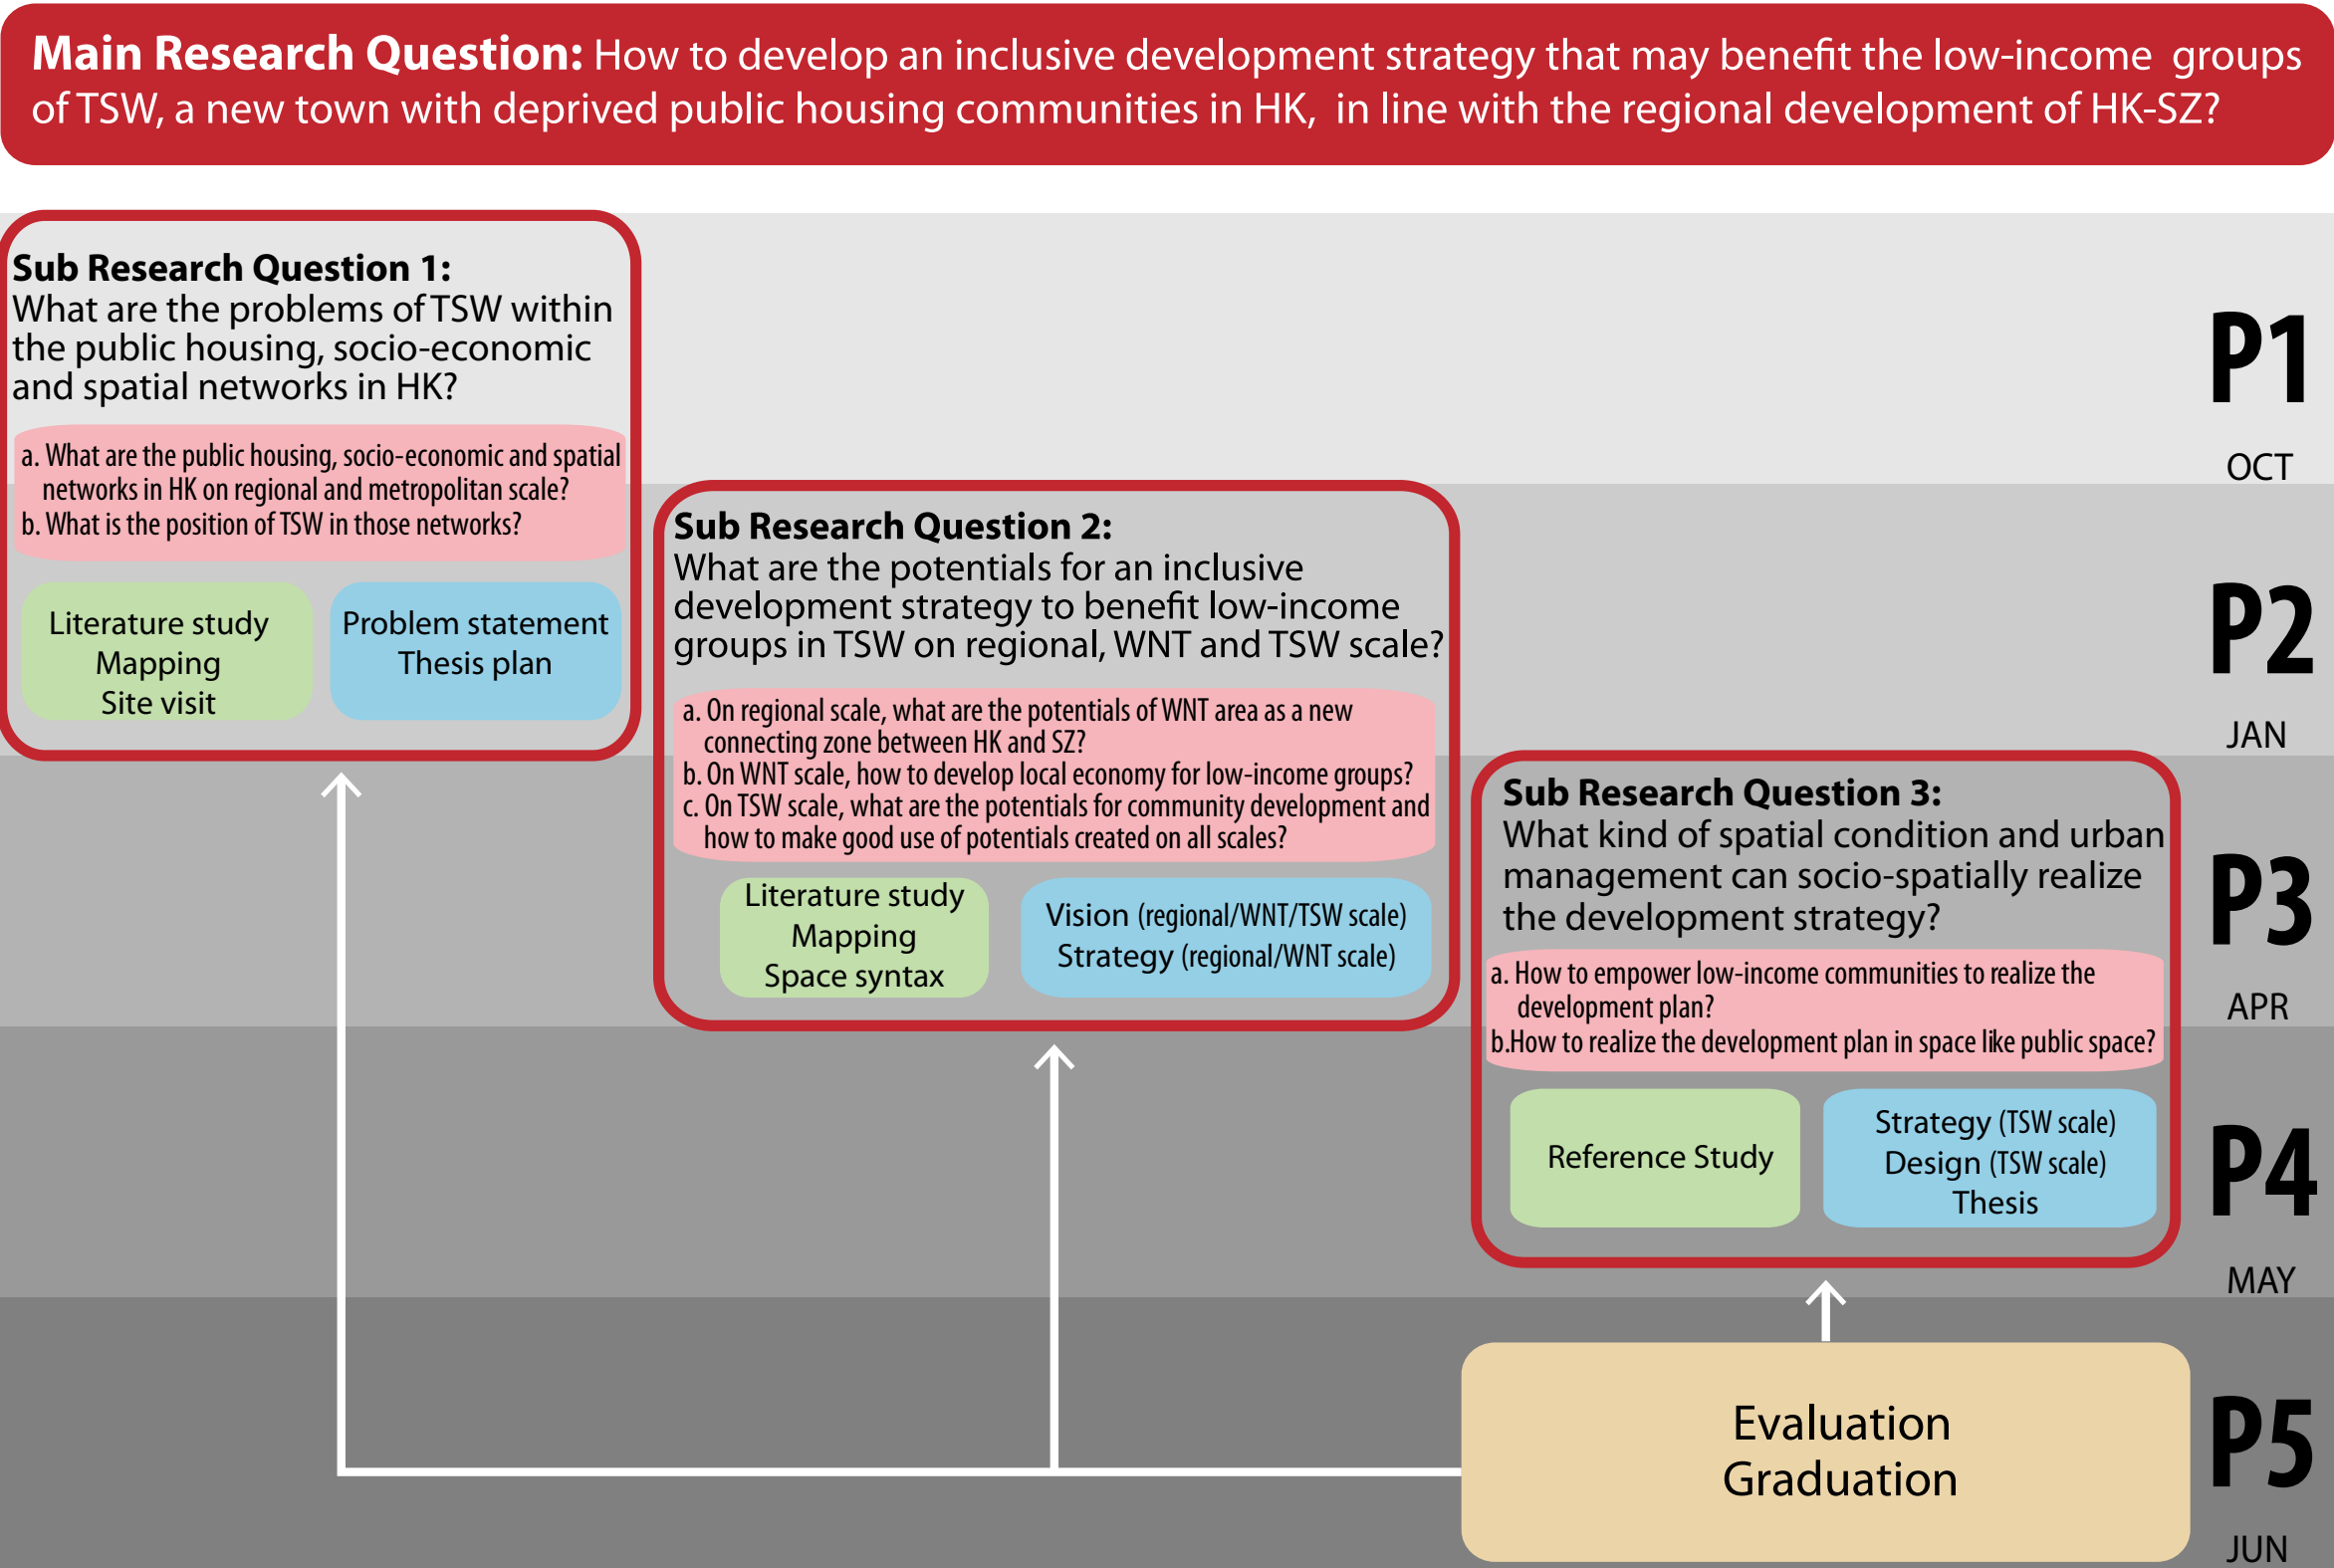 Main Research Question: How to develop an inclusive development strategy that may benefit the low-income groups
of TSW, a new town with deprived public housing communities in HK, in line with the regional development of HK-SZ?
Sub Research Question 1:
What are the problems of TSW within
the public housing, socio-economic
and spatial networks in HK?
a. What are the public housing, socio-economic and spatial
networks in HK on regional and metropolitan scale?
b. What is the position of TSW in those networks?
Literature study
Mapping
Site visit
Problem statement
Thesis plan
P1
OCT
Sub Research Question 2:
What are the potentials for an inclusive
development strategy to benefit low-income
groups in TSW on regional, WNT and TSW scale?
a. On regional scale, what are the potentials of WNT area as a new
connecting zone between HK and SZ?
b. On WNT scale, how to develop local economy for low-income groups?
c. On TSW scale, what are the potentials for community development and
how to make good use of potentials created on all scales?
Literature study
Mapping
Space syntax
Vision (regional/WNT/TSW scale)
Strategy (regional/WNT scale)
P2
JAN
Sub Research Question 3:
What kind of spatial condition and urban
management can socio-spatially realize
the development strategy?
a. How to empower low-income communities to realize the
development plan?
b.How to realize the development plan in space like public space?
Reference Study
Strategy (TSW scale)
Design (TSW scale)
Thesis
P3
APR
P4
MAY
Evaluation
Graduation
P5
JUN